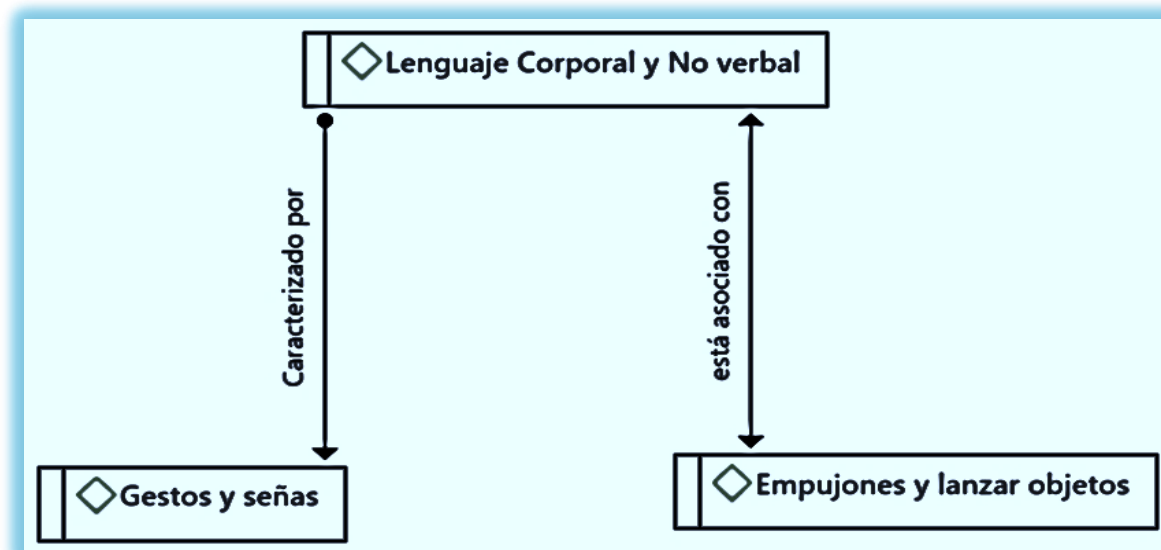 Lenguaje Corporal y No verbal
Caracterizado por
está asociado con
Gestos y señas
Empujones y lanzar objetos